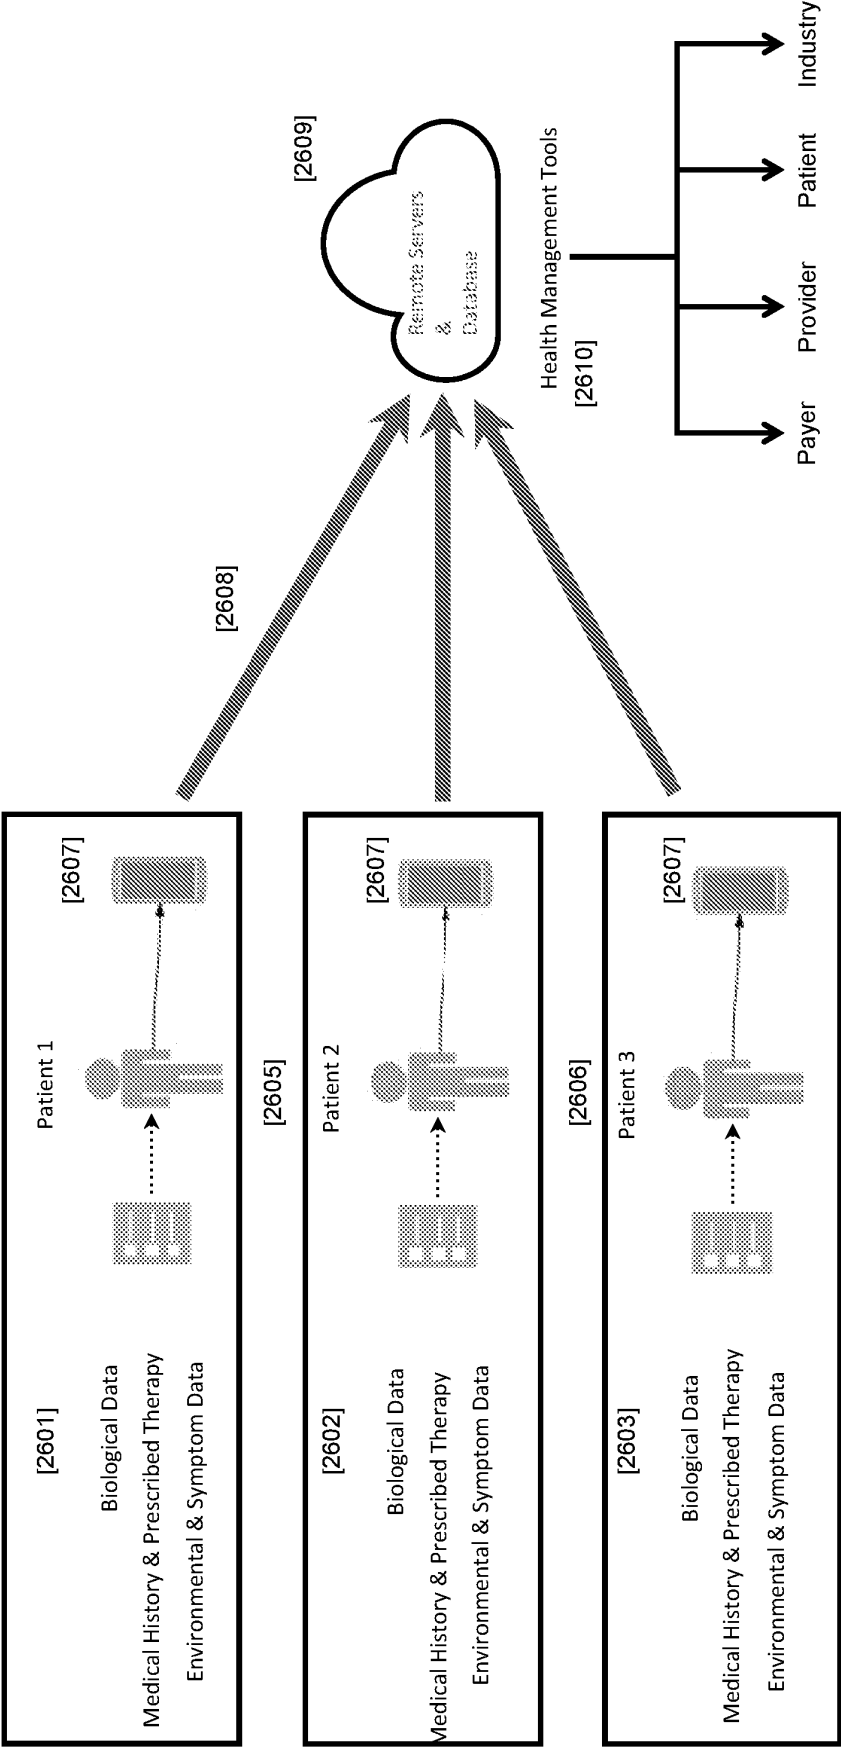 [2601]
Patient 1
[2607]
Biological Data
Medical History & Prescribed Therapy
Environmental & Symptom Data
[2605]
[2602]
Patient 2
[2607]
Biological Data
Medical History & Prescribed Therapy
Environmental & Symptom Data
[2606]
[2603]
Patient 3
[2607]
Biological Data
Medical History & Prescribed Therapy
Environmental & Symptom Data
[2608]
[2609]
Remote Servers
&
Database
Health Management Tools
[2610]
Payer
Provider
Patient
Industry